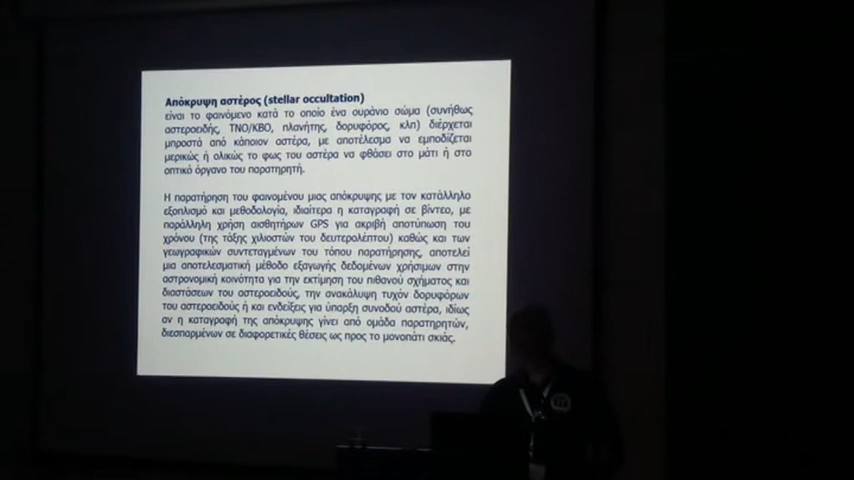 Απόκρυψη αστέρος (stellar occultation)
είναι το φαινόμενο κατά το οποίο ένα ουράνιο σώμα (συνήθως
αστεροειδής, ΤΝΟ/ΚΒΟ, πλανήτης, δορυφόρος, κλπ) διέρχεται
μπροστά από κάποιον αστέρα, με αποτέλεσμα να εμποδίζεται
μερικώς ή ολικώς το φως του αστέρα να φθάσει στο μάτι ή στο
οπτικό όργανο του παρατηρητή.
Η παρατήρηση του φαινομένου μιας απόκρυψης με τον κατάλληλο
εξοπλισμό και μεθοδολογία, ιδιαίτερα η καταγραφή σε βίντεο, με
παράλληλη χρήση αισθητήρων GPS για ακριβή αποτύπωση του
χρόνου (της τάξης χιλιοστών του δευτερολέπτου) καθώς και των
γεωγραφικών συντεταγμένων του τόπου παρατήρησης, αποτελεί
μια αποτελεσματική μέθοδο εξαγωγής δεδομένων χρήσιμων στην
αστρονομική κοινότητα για την εκτίμηση του πιθανού σχήματος και
διαστάσεων του αστεροειδούς, την ανακάλυψη τυχόν δορυφόρων
του αστεροειδούς ή και ενδείξεις για ύπαρξη συνοδού αστέρα, ιδίως
αν η καταγραφή της απόκρυψης γίνει από ομάδα παρατηρητών,
διεσπαρμένων σε διαφορετικές θέσεις ως προς το μονοπάτι σκιάς.